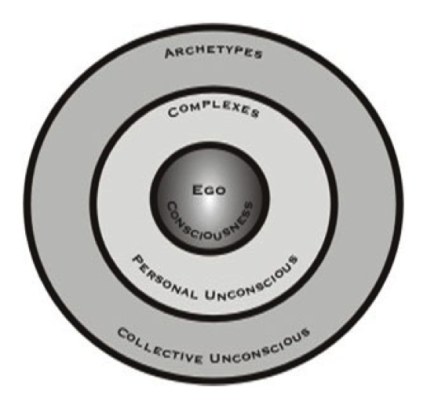 ARCHETYPES
COMPLEXES
EGO
CONSCIOUSNESS
PERSONAL UNCONSCIOUS
COLLECTIVE UNCONSCIOUS